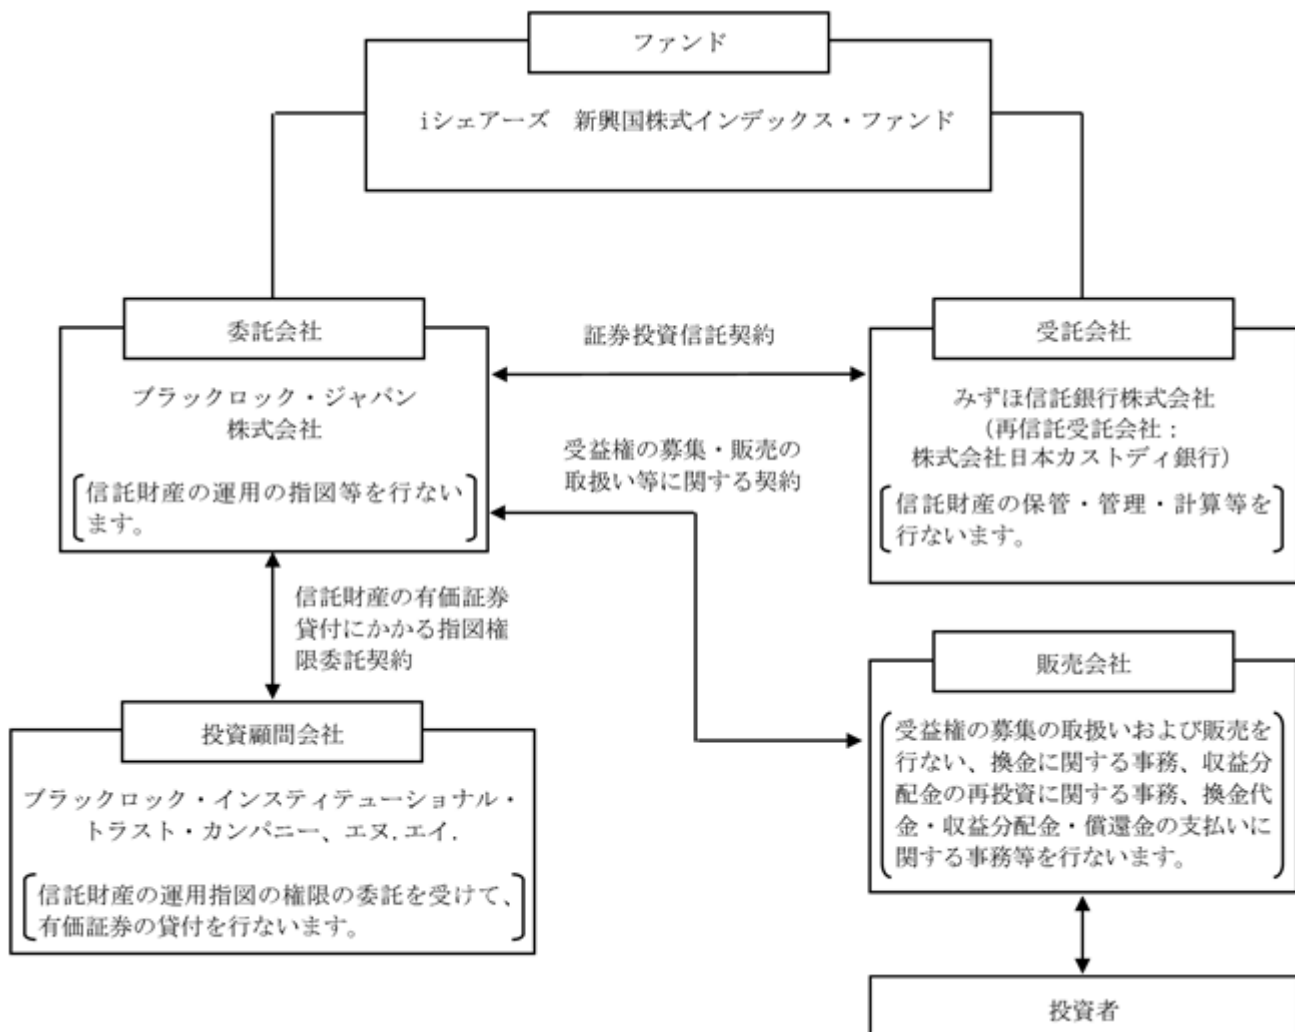 ファンド
iシェアーズ　新興国株式インデックス・ファンド
委託会社
ブラックロック・ジャパン
株式会社
信託財産の運用の指図等を行ない
ます。
証券投資信託契約
受益権の募集・販売の
取扱い等に関する契約
受託会社
みずほ信託銀行株式会社
（再信託受託会社：
株式会社日本カストディ銀行）
信託財産の保管・管理・計算等を
行ないます。
信託財産の有価証券
貸付にかかる指図権
限委託契約
投資顧問会社
ブラックロック・インスティテューショナル・
トラスト・カンパニー、エヌ.エイ.
信託財産の運用指図の権限の委託を受けて、
有価証券の貸付を行ないます。
販売会社
受益権の募集の取扱いおよび販売を
行ない、換金に関する事務、収益分
配金の再投資に関する事務、換金代
金・収益分配金・償還金の支払いに
関する事務等を行ないます。
投資者